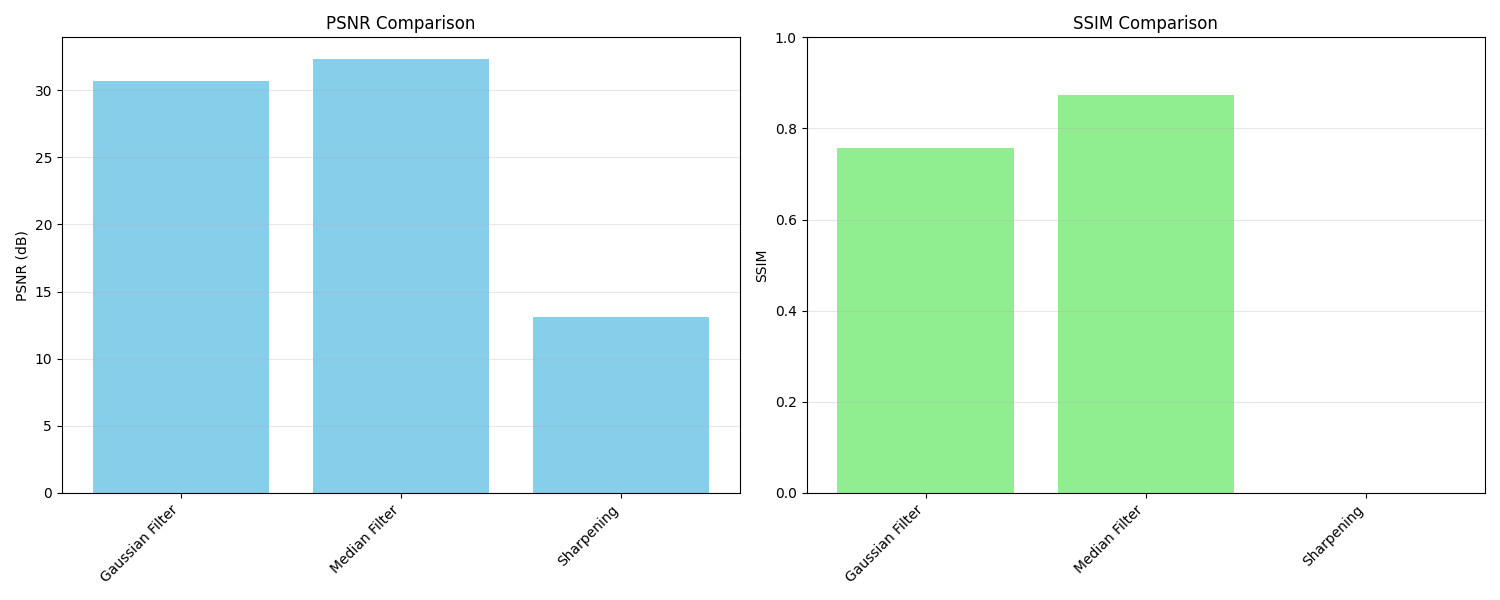 PSNR Comparison
PSNR (dB)
30
25
20
15
10
5
0
Gaussian Filter
Median Filter
Sharpening
SSIM Comparison
SSIM
1.0
0.8
0.6
0.4
0.2
0.0
Gaussian Filter
Median Filter
Sharpening